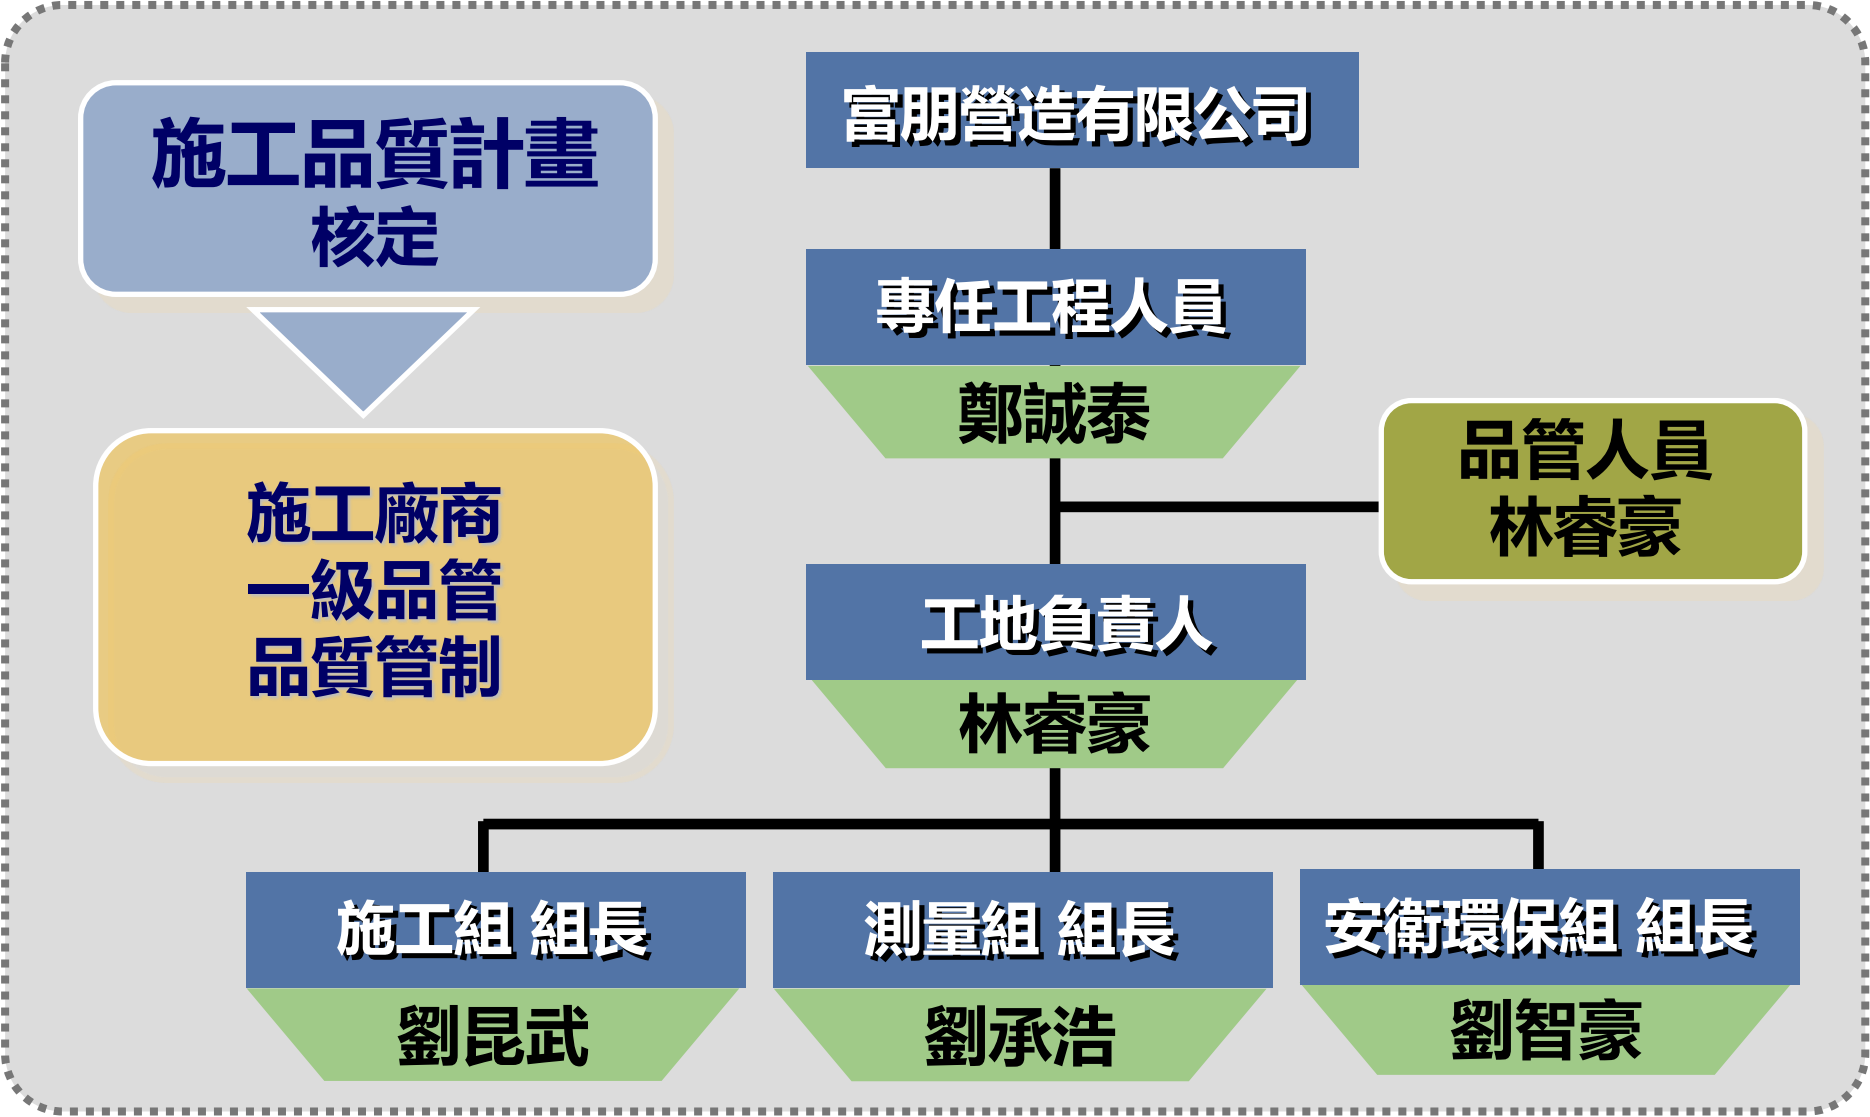 施工品質計畫
核定
施工廠商
一級品管
品質管制
富朋營造有限公司
專任工程人員
鄭誠泰
品管人員
林睿豪
工地負責人
林睿豪
施工組 組長
劉昆武
測量組 組長
劉承浩
安衛環保組 組長
劉智豪